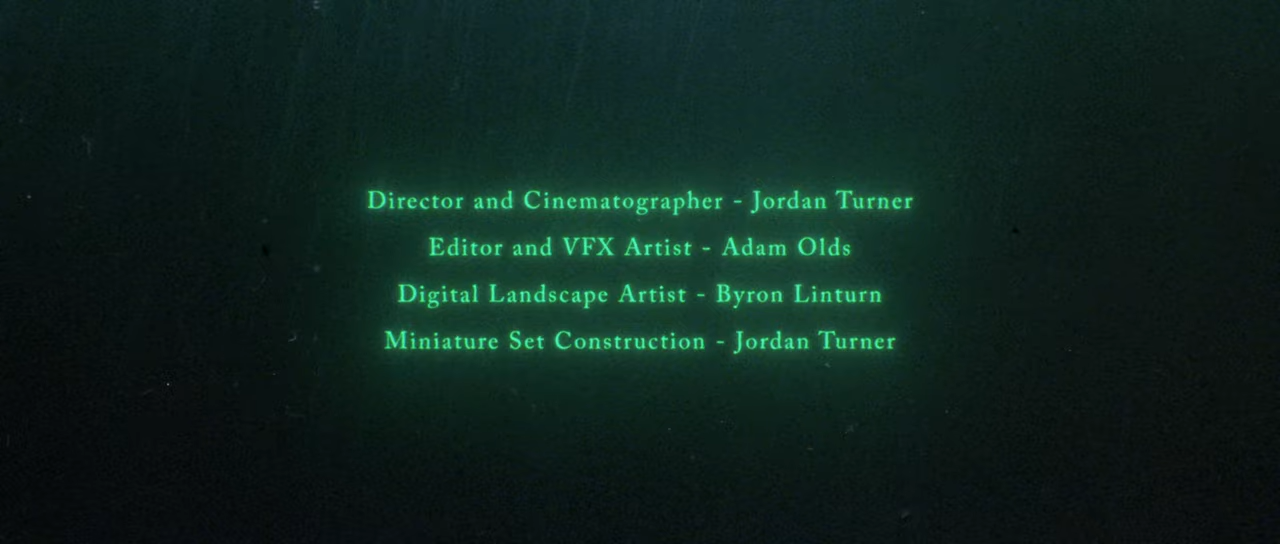 Director and Cinematographer - Jordan Turner
Editor and VFX Artist - Adam Olds
Digital Landscape Artist - Byron Linturn
Miniature Set Construction - Jordan Turner